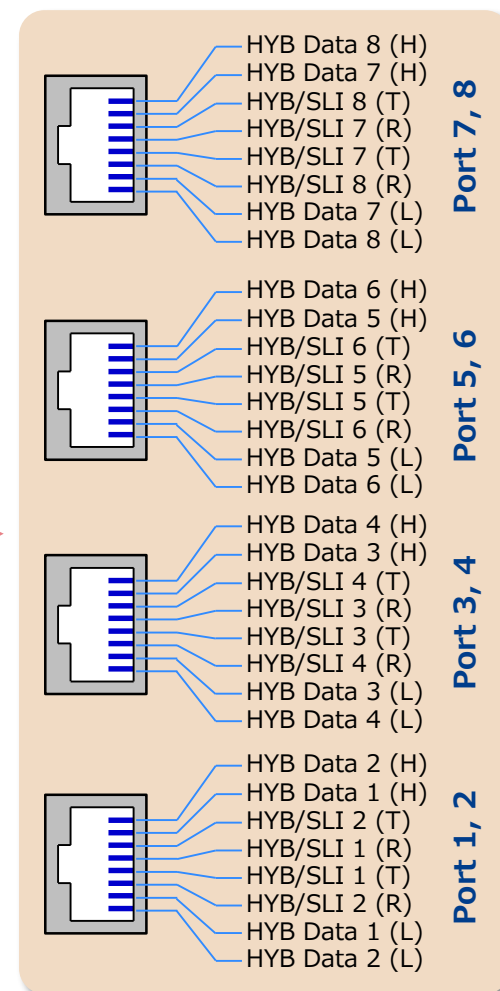 HYB Data 8 (H)
HYB Data 7 (H)
HYB/SLI 8 (T)
HYB/SLI 7 (R)
HYB/SLI 7 (T)
HYB/SLI 8 (R)
HYB Data 7 (L)
HYB Data 8 (L)
Port 7, 8
HYB Data 6 (H)
HYB Data 5 (H)
HYB/SLI 6 (T)
HYB/SLI 5 (R)
HYB/SLI 5 (T)
HYB/SLI 6 (R)
HYB Data 5 (L)
HYB Data 6 (L)
Port 5, 6
HYB Data 4 (H)
HYB Data 3 (H)
HYB/SLI 4 (T)
HYB/SLI 3 (R)
HYB/SLI 3 (T)
HYB/SLI 4 (R)
HYB Data 3 (L)
HYB Data 4 (L)
Port 3, 4
HYB Data 2 (H)
HYB Data 1 (H)
HYB/SLI 2 (T)
HYB/SLI 1 (R)
HYB/SLI 1 (T)
HYB/SLI 2 (R)
HYB Data 1 (L)
HYB Data 2 (L)
Port 1, 2